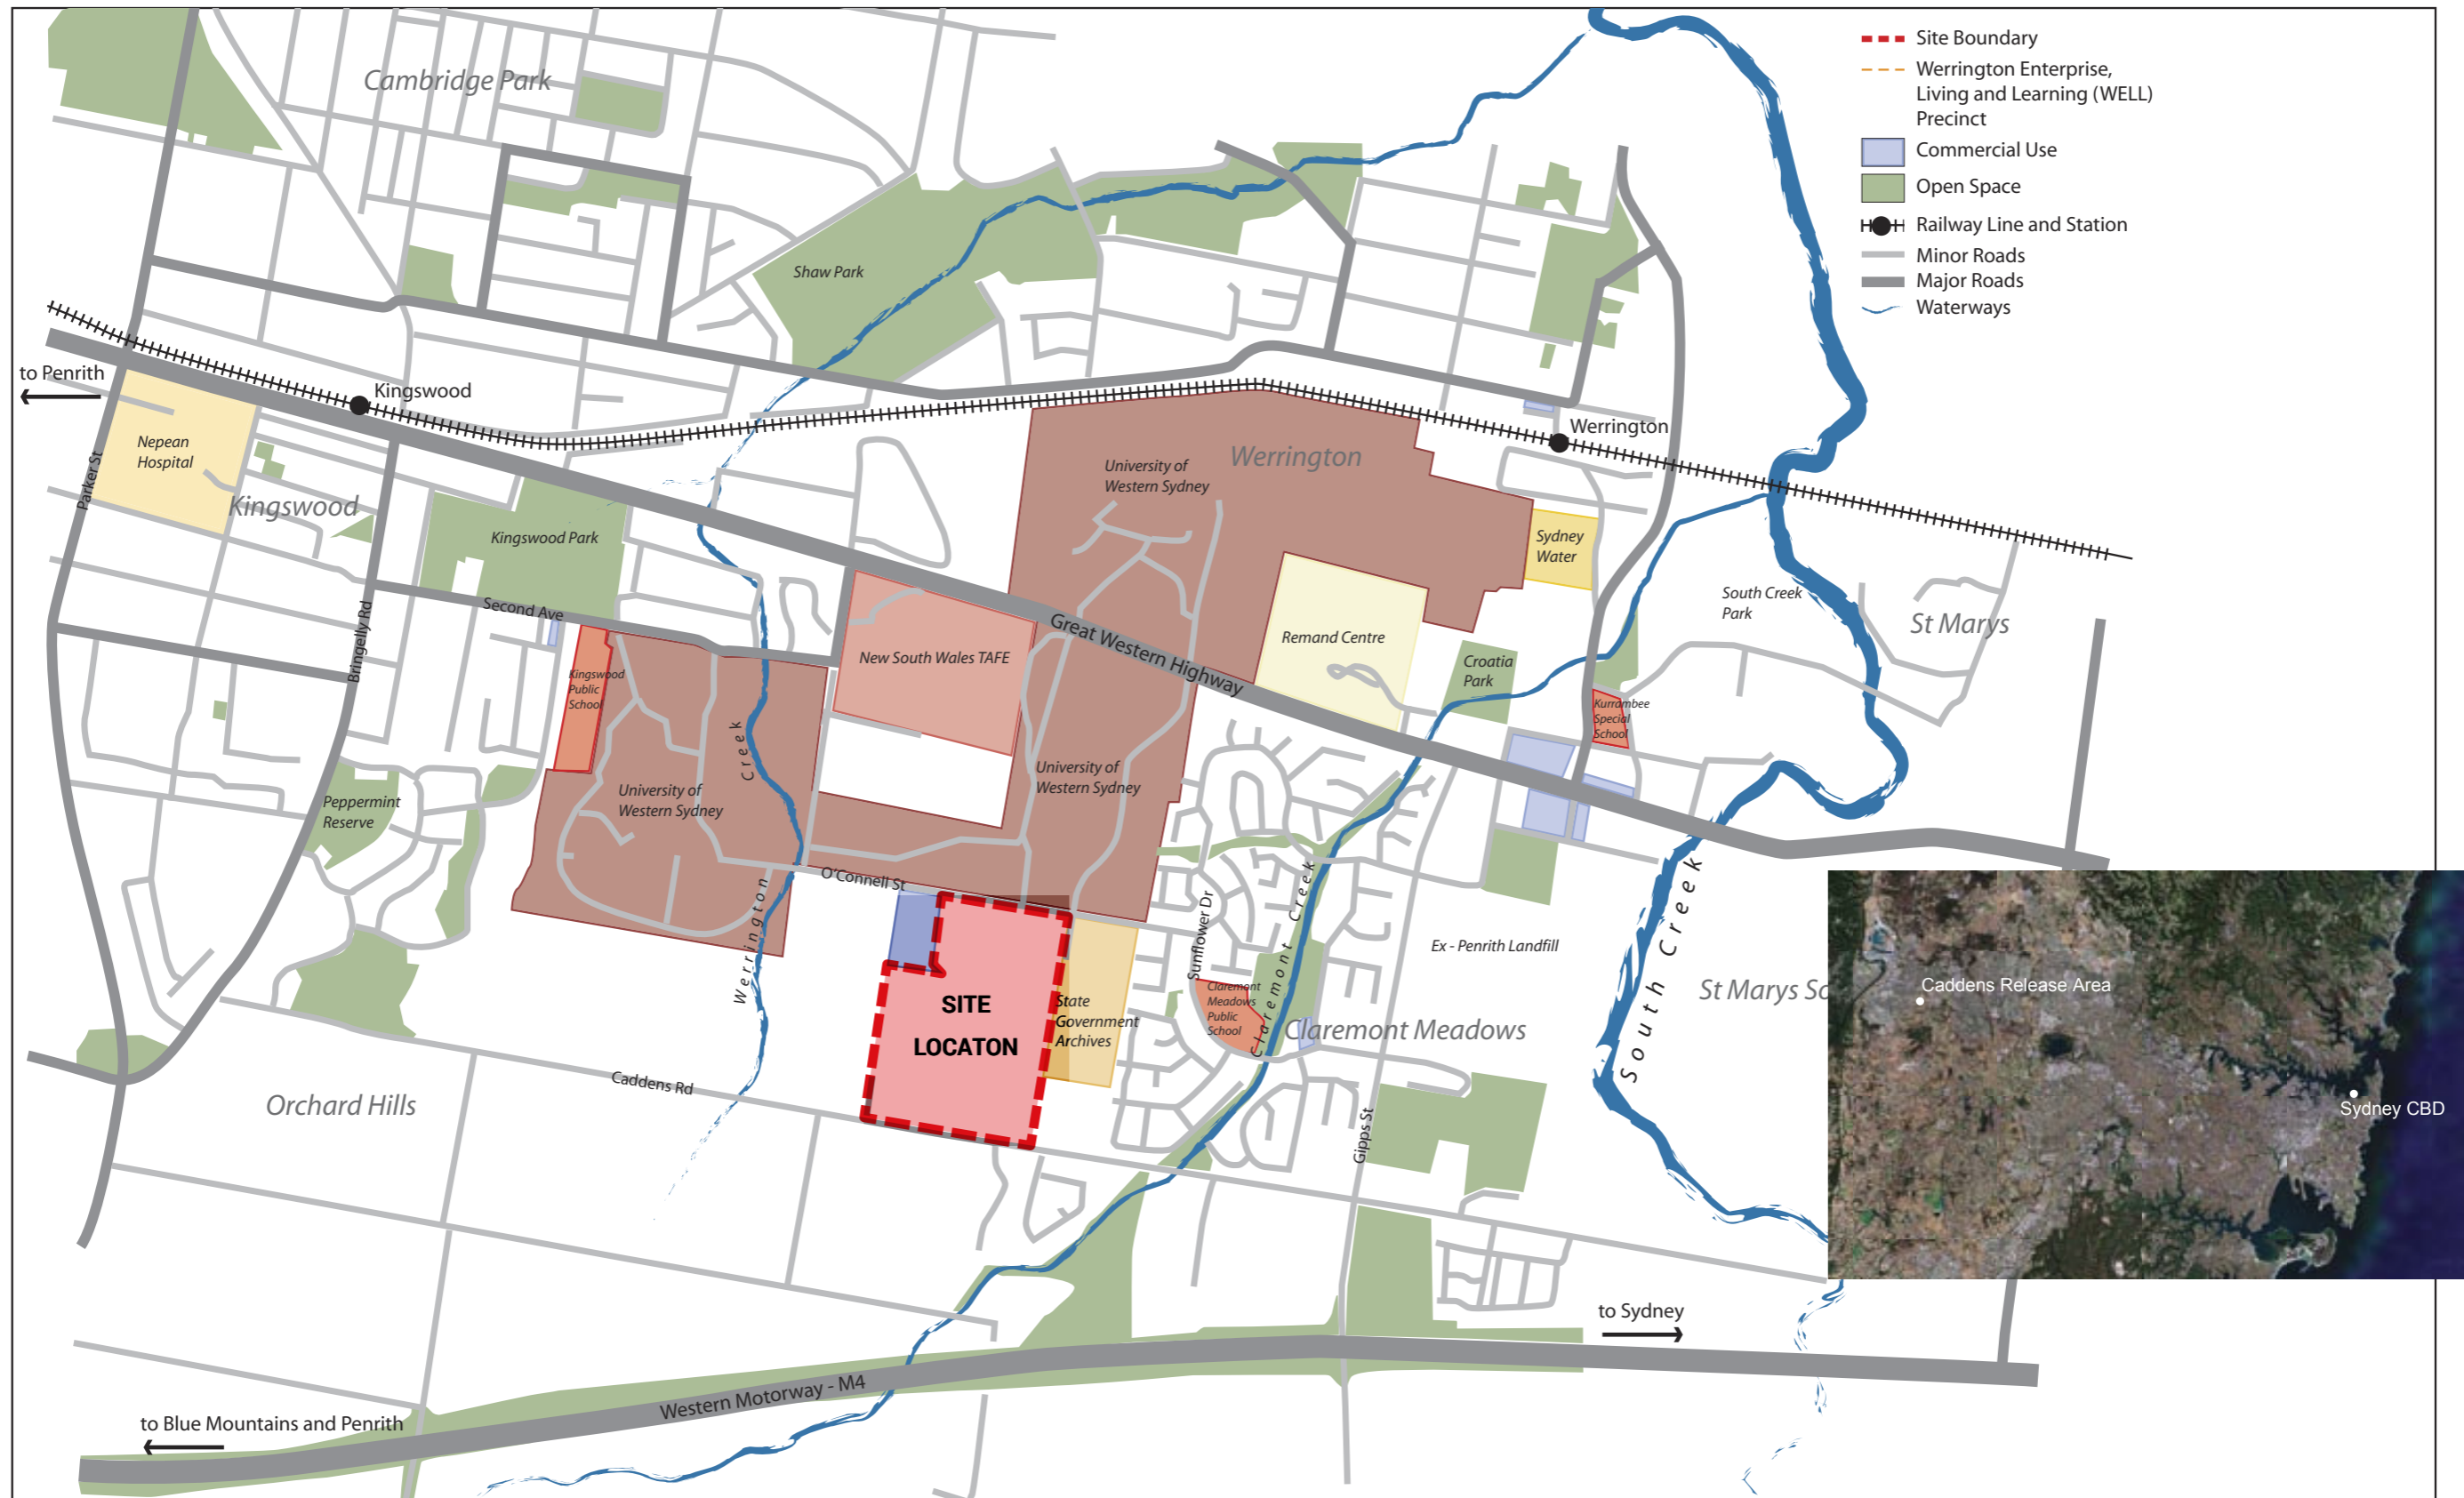 Site Boundary
Werrington Enterprise,
Living and Learning (WELL)
Precinct
Commercial Use
Open Space
Railway Line and Station
Minor Roads
Major Roads
Waterways
Cambridge Park
Shaw Park
to Penrith
Kingswood
Nepean
Hospital
Parker St
Kingswood
Kingswood Park
University of
Western Sydney
Werrington
Werrington
Sydney
Water
South Creek
Park
St Marys
Second Ave
Bringelly Rd
Kingswood
Public
School
New South Wales TAFE
Great Western Highway
Remand Centre
Croatia
Park
Kurrambee
Special
School
Peppermint
Reserve
University of
Western Sydney
Creek
University of
Western Sydney
O'Connell St
Werrington
Sunflower Dr
Claremont Creek
Ex - Penrith Landfill
South Creek
St Marys So
SITE
LOCATON
State
Government
Archives
Claremont
Meadows
Public
School
Claremont Meadows
Caddens Release Area
Sydney CBD
Orchard Hills
Caddens Rd
Gipps St
to Sydney
Western Motorway - M4
to Blue Mountains and Penrith